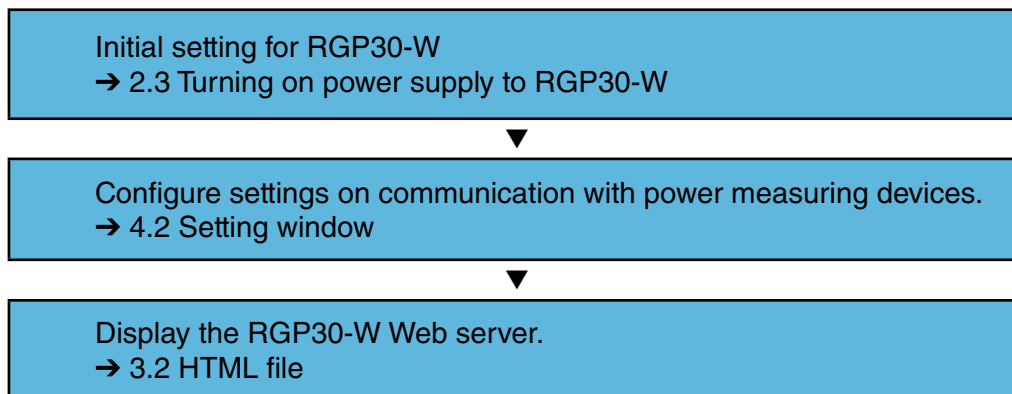 Initial setting for RGP30-W
➔ 2.3 Turning on power supply to RGP30-W
▼
Configure settings on communication with power measuring devices.
➔ 4.2 Setting window
▼
Display the RGP30-W Web server.
➔ 3.2 HTML file